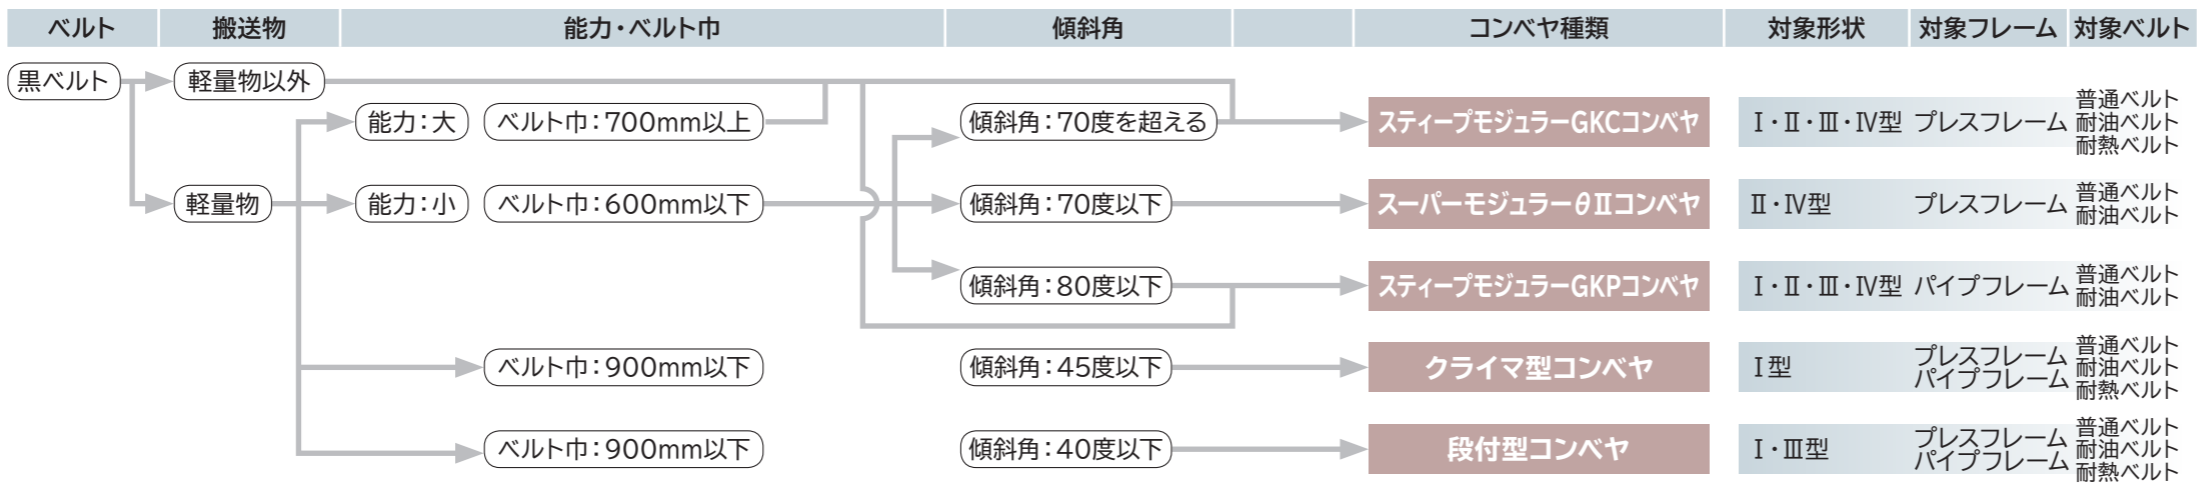 ベルト 搬送物 能力・ベルト巾 傾斜角 コンベヤ種類 対象形状 対象フレーム 対象ベルト
黒ベルト 軽量物以外
能力：大 ベルト巾：700mm以上 傾斜角：70度を超える スティープモジュラーGKCコンベヤ Ⅰ・Ⅱ・Ⅲ・Ⅳ型 プレスフレーム 普通ベルト
耐油ベルト
耐熱ベルト
軽量物 能力：小 ベルト巾：600mm以下 傾斜角：70度以下 スーパーモジュラーθⅡコンベヤ Ⅱ・Ⅳ型 プレスフレーム 普通ベルト
耐油ベルト
傾斜角：80度以下 スティープモジュラーGKPコンベヤ Ⅰ・Ⅱ・Ⅲ・Ⅳ型 パイプフレーム 普通ベルト
耐油ベルト
ベルト巾：900mm以下 傾斜角：45度以下 クライマ型コンベヤ Ⅰ型 プレスフレーム
パイプフレーム
普通ベルト
耐油ベルト
耐熱ベルト
ベルト巾：900mm以下 傾斜角：40度以下 段付型コンベヤ Ⅰ・Ⅲ型 プレスフレーム
パイプフレーム
普通ベルト
耐油ベルト
耐熱ベルト